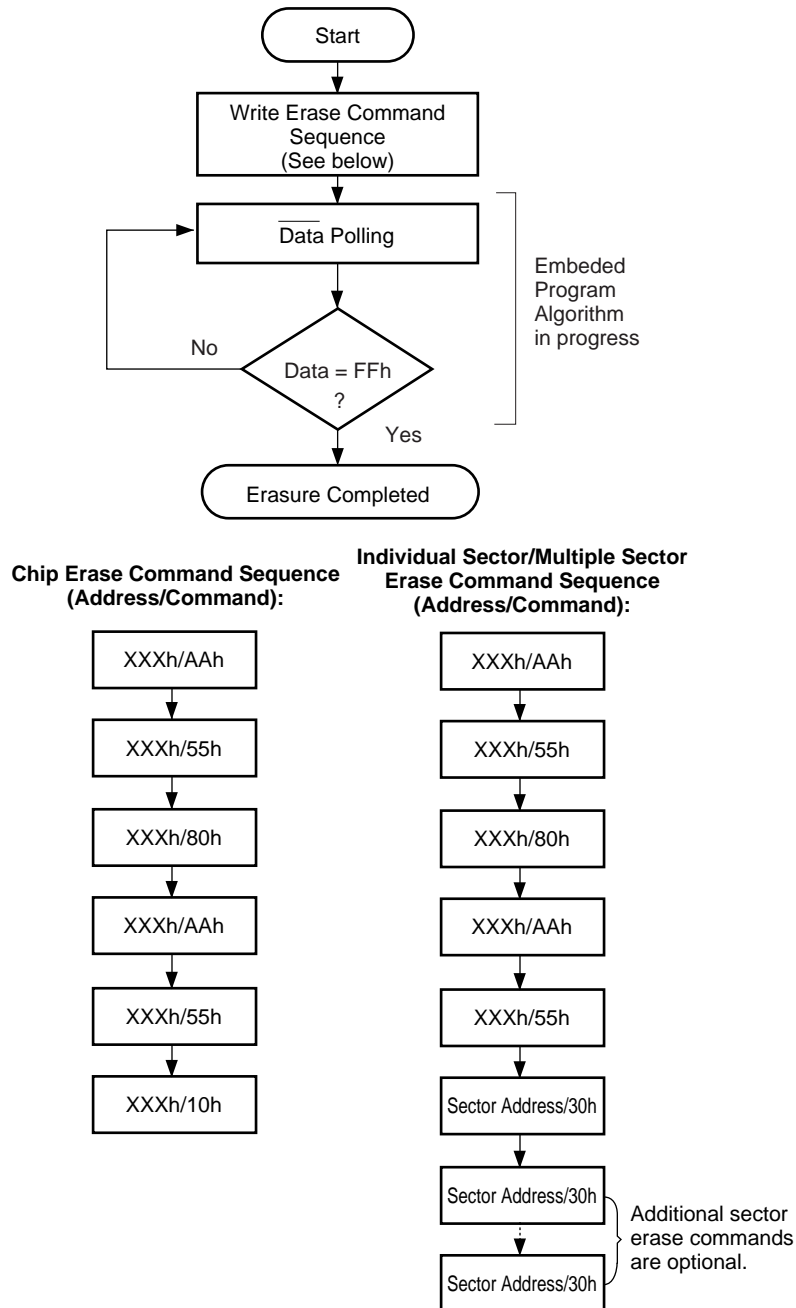 Start
Write Erase Command
Sequence
(See below)
Data Polling
Embeded
Program
Algorithm
in progress
No
Data = FFh
?
Yes
Erasure Completed
Chip Erase Command Sequence
(Address/Command):
XXXh/AAh
XXXh/55h
XXXh/80h
XXXh/AAh
XXXh/55h
XXXh/10h
Individual Sector/Multiple Sector
Erase Command Sequence
(Address/Command):
XXXh/AAh
XXXh/55h
XXXh/80h
XXXh/AAh
XXXh/55h
Sector Address/30h
Sector Address/30h
Sector Address/30h
Additional sector
erase commands
are optional.